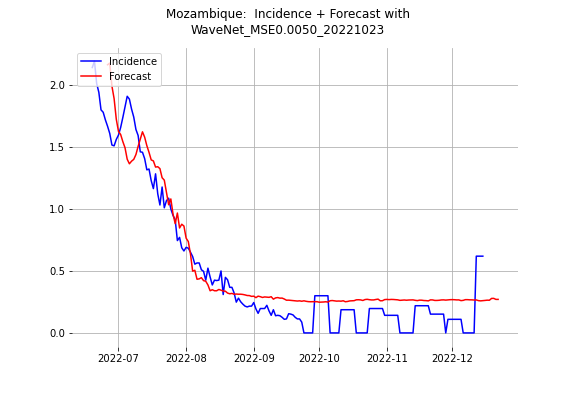 Mozambique:  Incidence + Forecast with
WaveNet_MSE0.0050_20221023
Incidence
Forecast
2.0
1.5
1.0
0.5
0.0
2022-07
2022-08
2022-09
2022-10
2022-11
2022-12